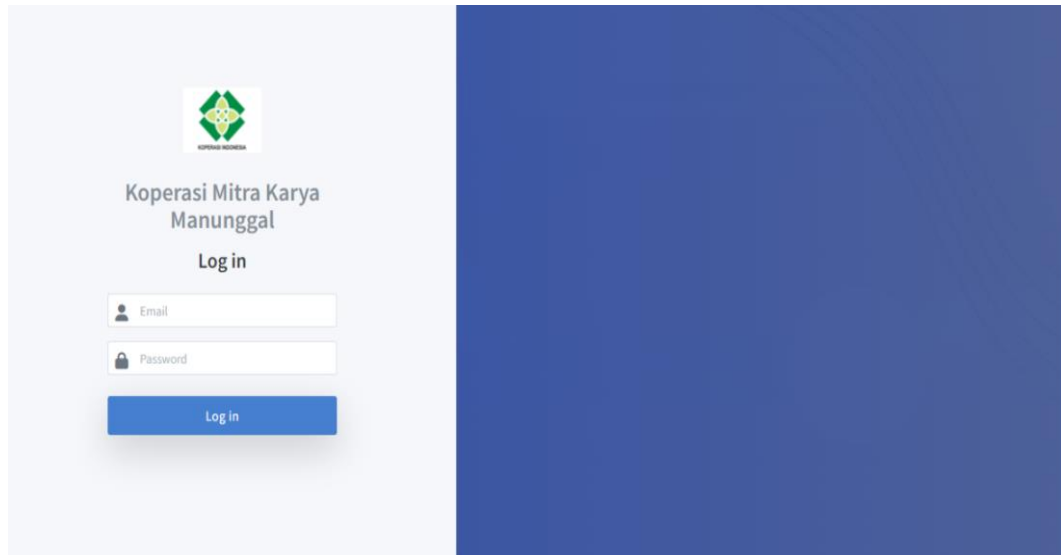 KOPERASI INDONESIA
Koperasi Mitra Karya
Manunggal
Log in
Email
Password
Log in